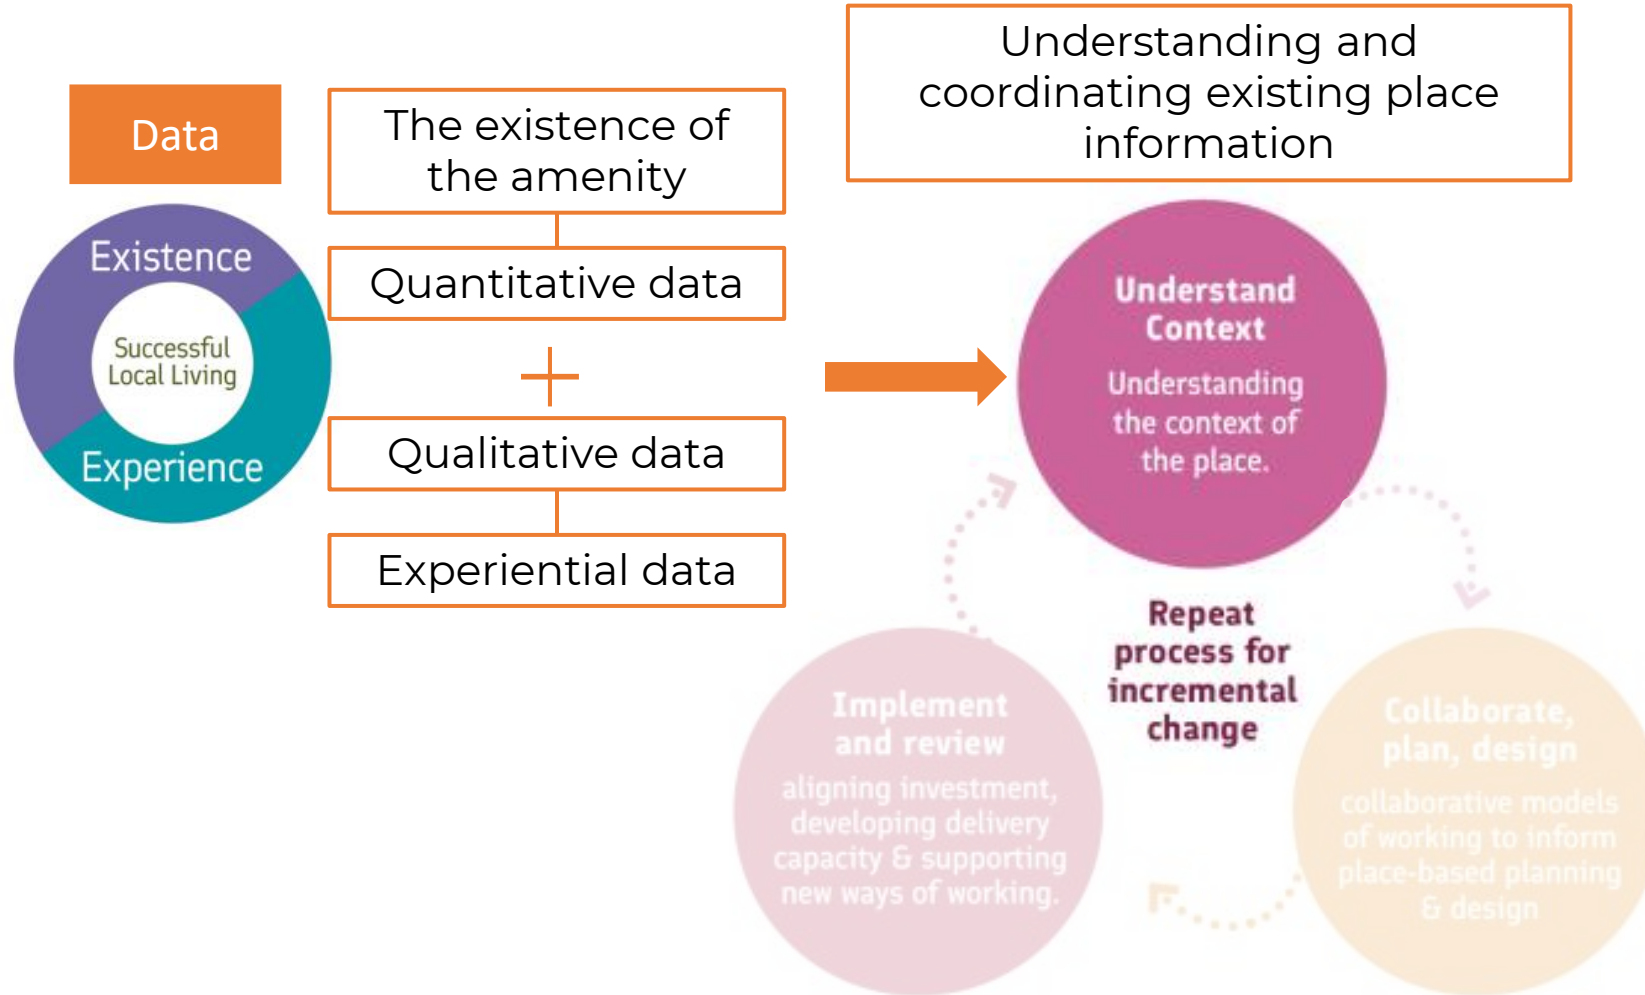 Data
Existence
Successful
Local Living
Experience
The existence of
the amenity
Quantitative data
+
Qualitative data
Experiential data
Understanding and
coordinating existing place
information
Understand
Context
Understanding
the context of
the place.
Repeat
process for
incremental
change
Collaborate,
plan, design
collaborative models
of working to inform
place-based planning
& design
Implement
and review
aligning investment,
developing delivery
capacity & supporting
new ways of working.